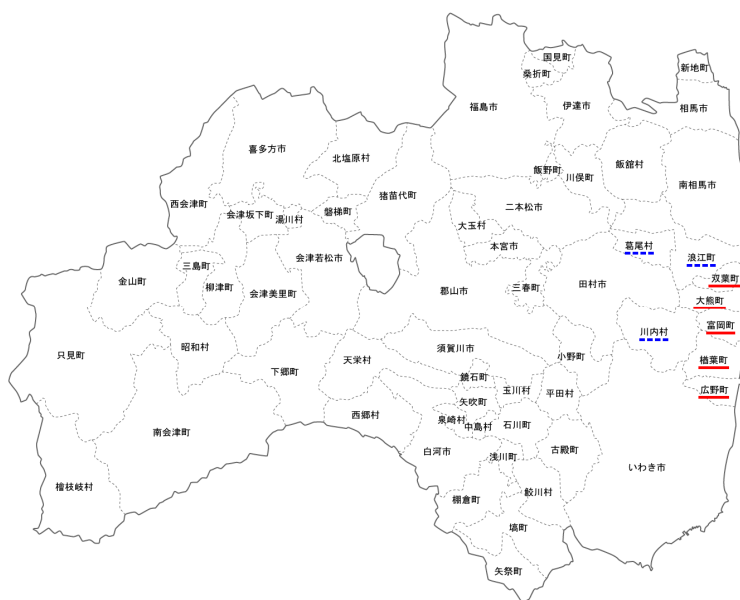 国見町
桑折町
新地町
福島市
伊達市
相馬市
喜多方市
北塩原村
飯野町
川俣町
飯舘村
南相馬市
猪苗代町
西会津町
会津坂下町
湯川村
磐梯町
二本松市
大玉村
本宮市
葛尾村
浪江町
三島町
会津若松市
金山町
柳津町
会津美里町
郡山市
三春町
田村市
双葉町
大熊町
川内村
富岡町
只見町
昭和村
下郷町
天栄村
須賀川市
小野町
楢葉町
鏡石町
玉川村
平田村
広野町
矢吹町
西郷村
泉崎村
中島村
石川町
南会津町
白河市
浅川町
古殿町
いわき市
檜枝岐村
棚倉町
鮫川村
塙町
矢祭町